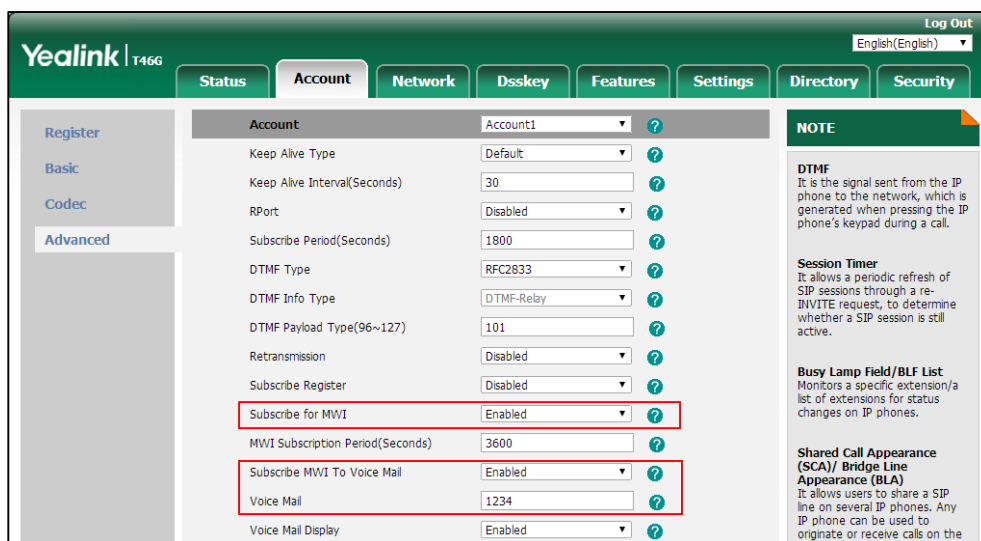 Log Out
Yealink T46G
English(English)
Status Account Network Dsskey Features Settings Directory Security
Register
Basic
Codec
Advanced
Account Account1
Keep Alive Type Default
Keep Alive Interval(Seconds) 30
RPort Disabled
Subscribe Period(Seconds) 1800
DTMF Type RFC2833
DTMF Info Type DTMF-Relay
DTMF Payload Type(96~127) 101
Retransmission Disabled
Subscribe Register Disabled
Subscribe for MWI Enabled
MWI Subscription Period(Seconds) 3600
Subscribe MWI To Voice Mail Enabled
Voice Mail 1234
Voice Mail Display Enabled
NOTE
DTMF
It is the signal sent from the IP
phone to the network, which is
generated when pressing the IP
phone's keypad during a call.
Session Timer
It allows a periodic refresh of
SIP sessions through a re-
INVITE request, to determine
whether a SIP session is still
active.
Busy Lamp Field/BLF List
Monitors a specific extension/a
list of extensions for status
changes on IP phones.
Shared Call Appearance
(SCA)/ Bridge Line
Appearance (BLA)
It allows users to share a SIP
line on several IP phones. Any
IP phone can be used to
originate or receive calls on the